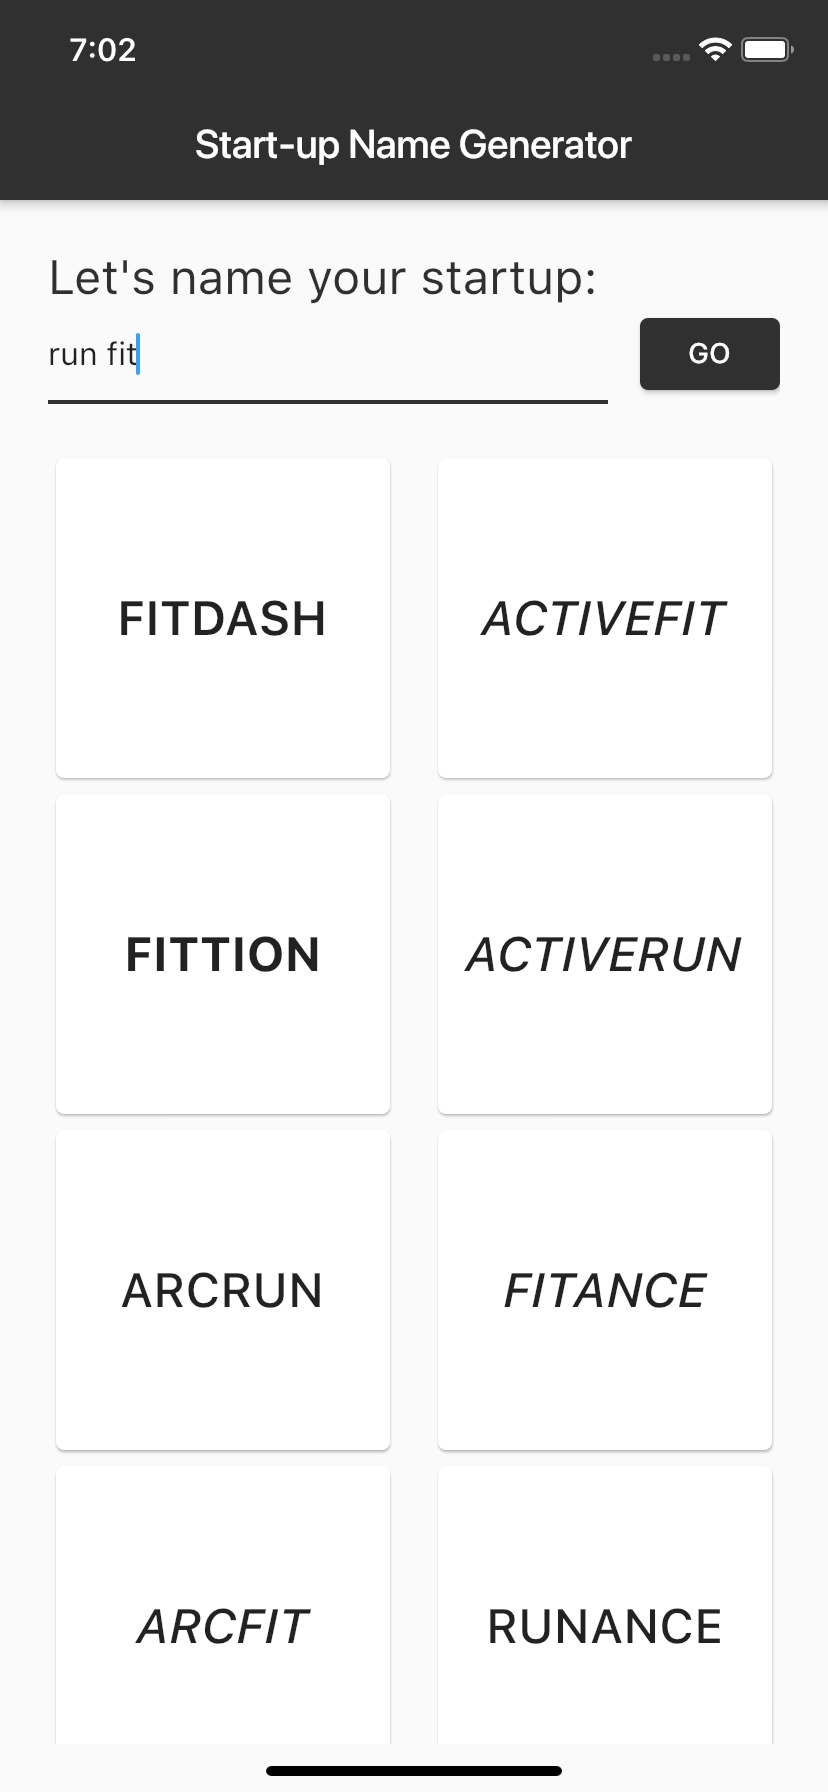 7:02
Start-up Name Generator
Let's name your startup:
run fit
GO
FITDASH
ACTIVEFIT
FITTION
ACTIVERUN
ARCRUN
FITANCE
ARCFIT
RUNANCE